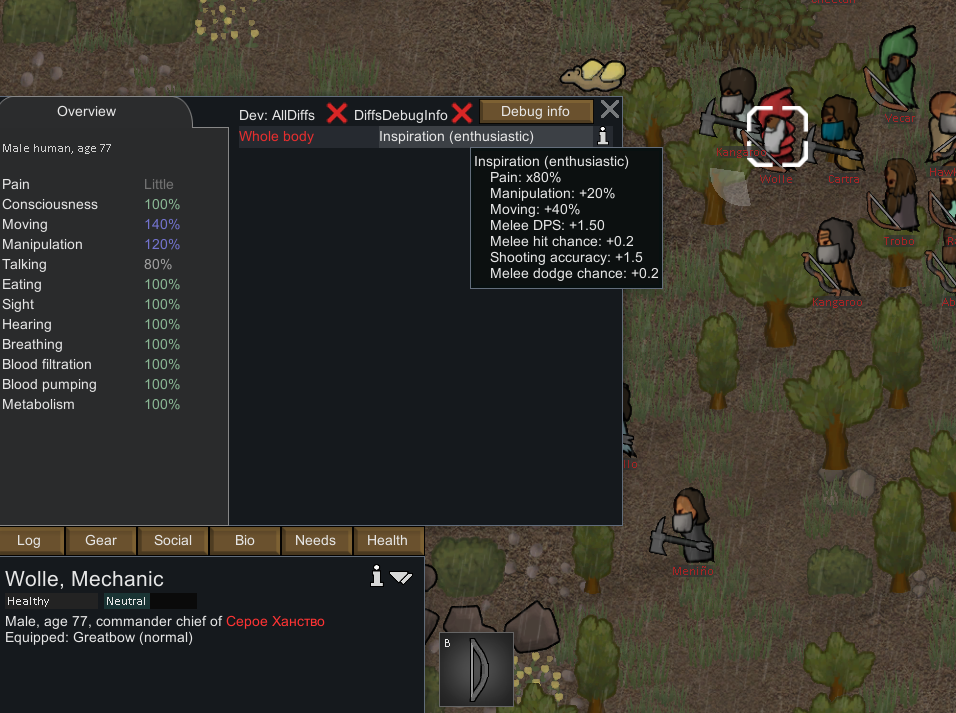 Overview
Dev: AllDiffs DiffsDebugInfo Debug info
Whole body Inspiration (enthusiastic)
Male human, age 77
Pain Little
Consciousness 100%
Moving 140%
Manipulation 120%
Talking 80%
Eating 100%
Sight 100%
Hearing 100%
Breathing 100%
Blood filtration 100%
Blood pumping 100%
Metabolism 100%
Inspiration (enthusiastic)
Pain: x80%
Manipulation: +20%
Moving: +40%
Melee DPS: +1.50
Melee hit chance: +0.2
Shooting accuracy: +1.5
Melee dodge chance: +0.2
Vecan
Kangaroo
Wolle
Trobo
Kangaroo
Log Gear Social Bio Needs Health
Wolle, Mechanic
Healthy Neutral
Male, age 77, commander chief of Серое Ханство
Equipped: Greatbow (normal)
B